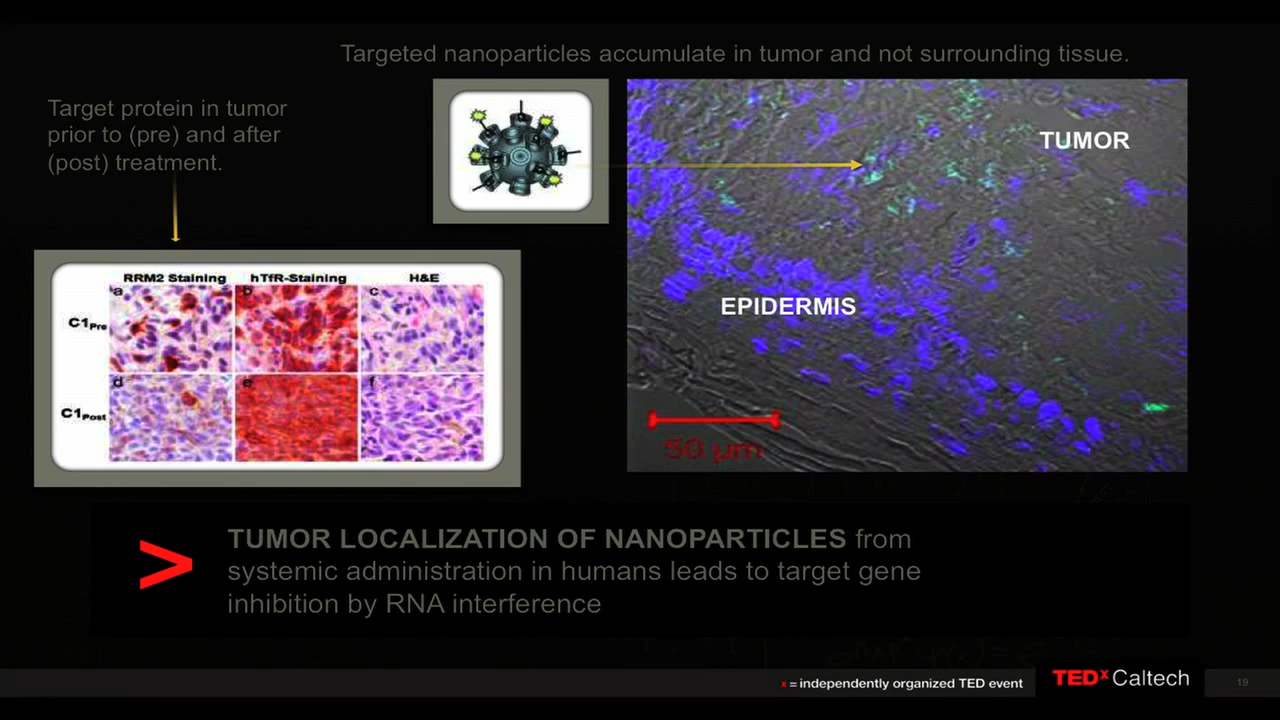 Targeted nanoparticles accumulate in tumor and not surrounding tissue.
Target protein in tumor
prior to (pre) and after
(post) treatment.
TUMOR
EPIDERMIS
50 µm
RRM2 Staining hTfR-Staining H&E
C1Pre
a b c
C1Post
d e f
> TUMOR LOCALIZATION OF NANOPARTICLES from
systemic administration in humans leads to target gene
inhibition by RNA interference
x = independently organized TED event
TEDx Caltech
19